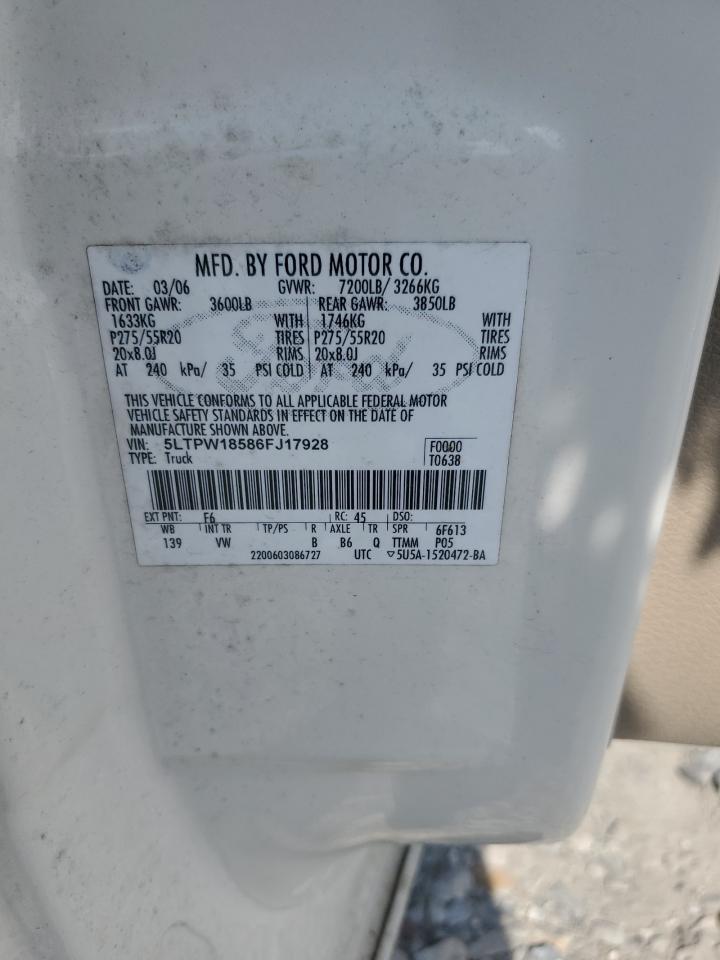 MFD. BY FORD MOTOR CO.
DATE: 03/06 GVWR: 7200LB/ 3266KG
FRONT GAWR: 3600LB REAR GAWR: 3850LB
1633KG WITH 1746KG WITH
P275/55R20 TIRES P275/55R20 TIRES
20x8.0J RIMS 20x8.0J RIMS
AT 240 kPa/ 35 PSI COLD AT 240 kPa/ 35 PSI COLD
Ford
THIS VEHICLE CONFORMS TO ALL APPLICABLE FEDERAL MOTOR
VEHICLE SAFETY STANDARDS IN EFFECT ON THE DATE OF
MANUFACTURE SHOWN ABOVE.
VIN: 5LTPW18586FJ17928 F0000
TYPE: Truck T0638
EXT PNT: F6 RC: 45 DSO:
WB INT TR TP/PS R AXLE TR SPR 6F613
139 VW B B6 Q TTMM P05
2200603086727 UTC ▽5U5A-1520472-BA